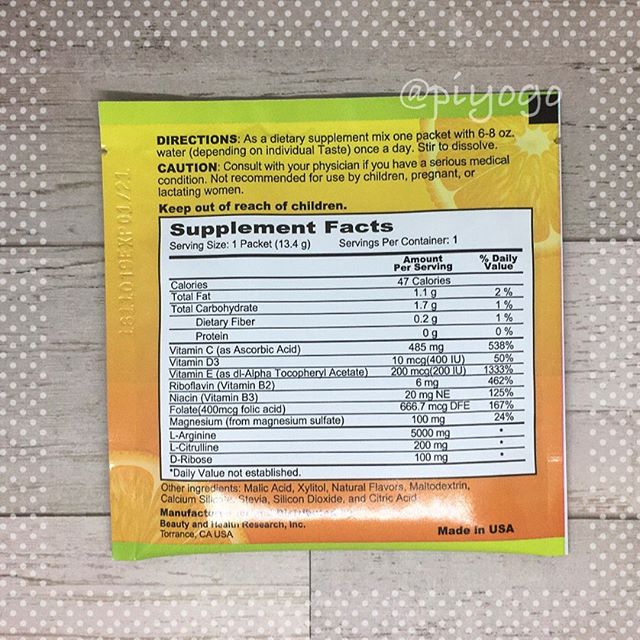 @piyogo
DIRECTIONS: As a dietary supplement mix one packet with 6-8 oz.
water (depending on individual Taste) once a day. Stir to dissolve.
CAUTION: Consult with your physician if you have a serious medical
condition. Not recommended for use by children, pregnant, or
lactating women.
Keep out of reach of children.
Supplement Facts
Serving Size: 1 Packet (13.4 g) Servings Per Container: 1
Amount Per Serving % Daily Value
Calories 47 Calories
Total Fat 1.1 g 2 %
Total Carbohydrate 1.7 g 1 %
Dietary Fiber 0.2 g 1 %
Protein 0 g 0 %
Vitamin C (as Ascorbic Acid) 485 mg 538%
Vitamin D3 10 mcg(400 IU) 50%
Vitamin E (as dl-Alpha Tocopheryl Acetate) 200 mcg(200 IU) 1333%
Riboflavin (Vitamin B2) 6 mg 462%
Niacin (Vitamin B3) 20 mg NE 125%
Folate(400mcg folic acid) 666.7 mcg DFE 167%
Magnesium (from magnesium sulfate) 100 mg 24%
L-Arginine 5000 mg *
L-Citrulline 200 mg *
D-Ribose 100 mg *
*Daily Value not established.
Other ingredients: Malic Acid, Xylitol, Natural Flavors, Maltodextrin,
Calcium Silicate, Stevia, Silicon Dioxide, and Citric Acid
Beauty and Health Research, Inc.
Torrance, CA USA
Made in USA
EXP01/21